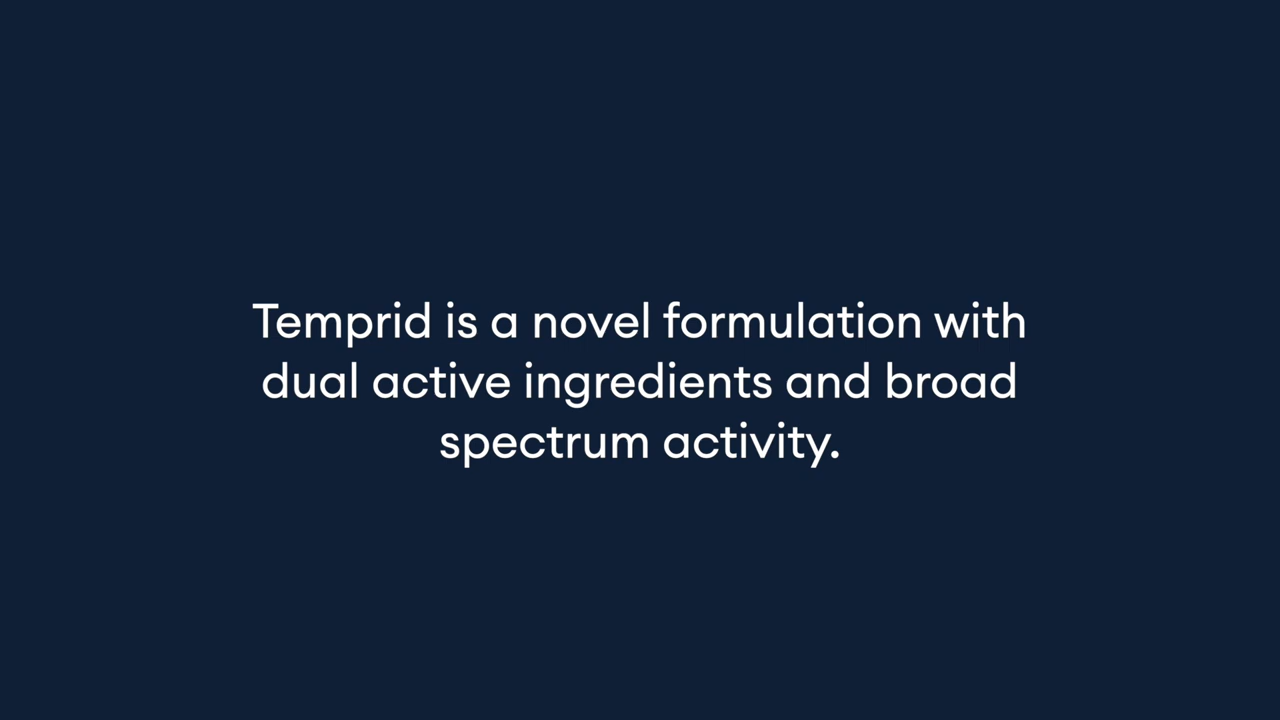 Temprid is a novel formulation with
dual active ingredients and broad
spectrum activity.